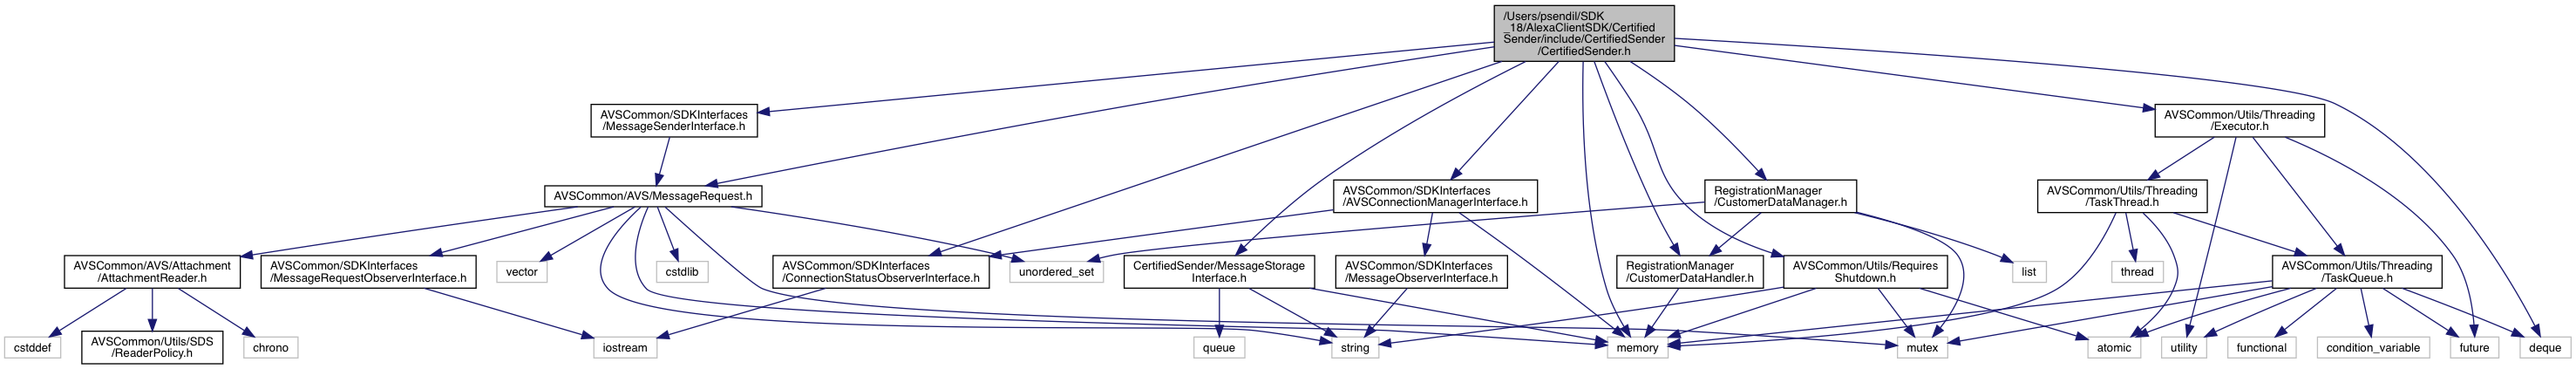 /Users/psendil/SDK
_18/AlexaClientSDK/Certified
Sender/include/CertifiedSender
/CertifiedSender.h
AVSCommon/SDKInterfaces
/MessageSenderInterface.h
AVSCommon/Utils/Threading
/Executor.h
AVSCommon/AVS/MessageRequest.h
AVSCommon/SDKInterfaces
/AVSConnectionManagerInterface.h
RegistrationManager
/CustomerDataManager.h
AVSCommon/Utils/Threading
/TaskThread.h
AVSCommon/AVS/Attachment
/AttachmentReader.h
AVSCommon/SDKInterfaces
/MessageRequestObserverInterface.h
vector
cstdlib
AVSCommon/SDKInterfaces
/ConnectionStatusObserverInterface.h
unordered_set
CertifiedSender/MessageStorage
Interface.h
AVSCommon/SDKInterfaces
/MessageObserverInterface.h
RegistrationManager
/CustomerDataHandler.h
AVSCommon/Utils/Requires
Shutdown.h
list
thread
AVSCommon/Utils/Threading
/TaskQueue.h
cstddef
AVSCommon/Utils/SDS
/ReaderPolicy.h
chrono
iostream
queue
string
memory
mutex
atomic
utility
functional
condition_variable
future
deque